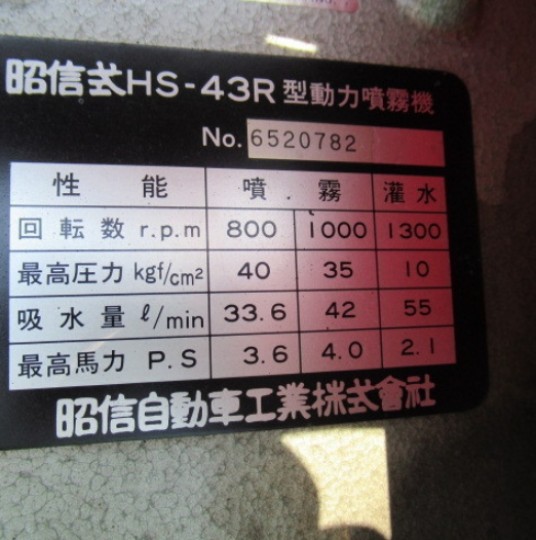 昭信式HS-43R型動力噴霧機
No. 6520782
性 能 噴 霧 灌水
回転数 r.p.m 800 1000 1300
最高圧力 kgf/cm² 40 35 10
吸水量 ℓ/min 33.6 42 55
最高馬力 P.S 3.6 4.0 2.1
昭信自動車工業株式會社